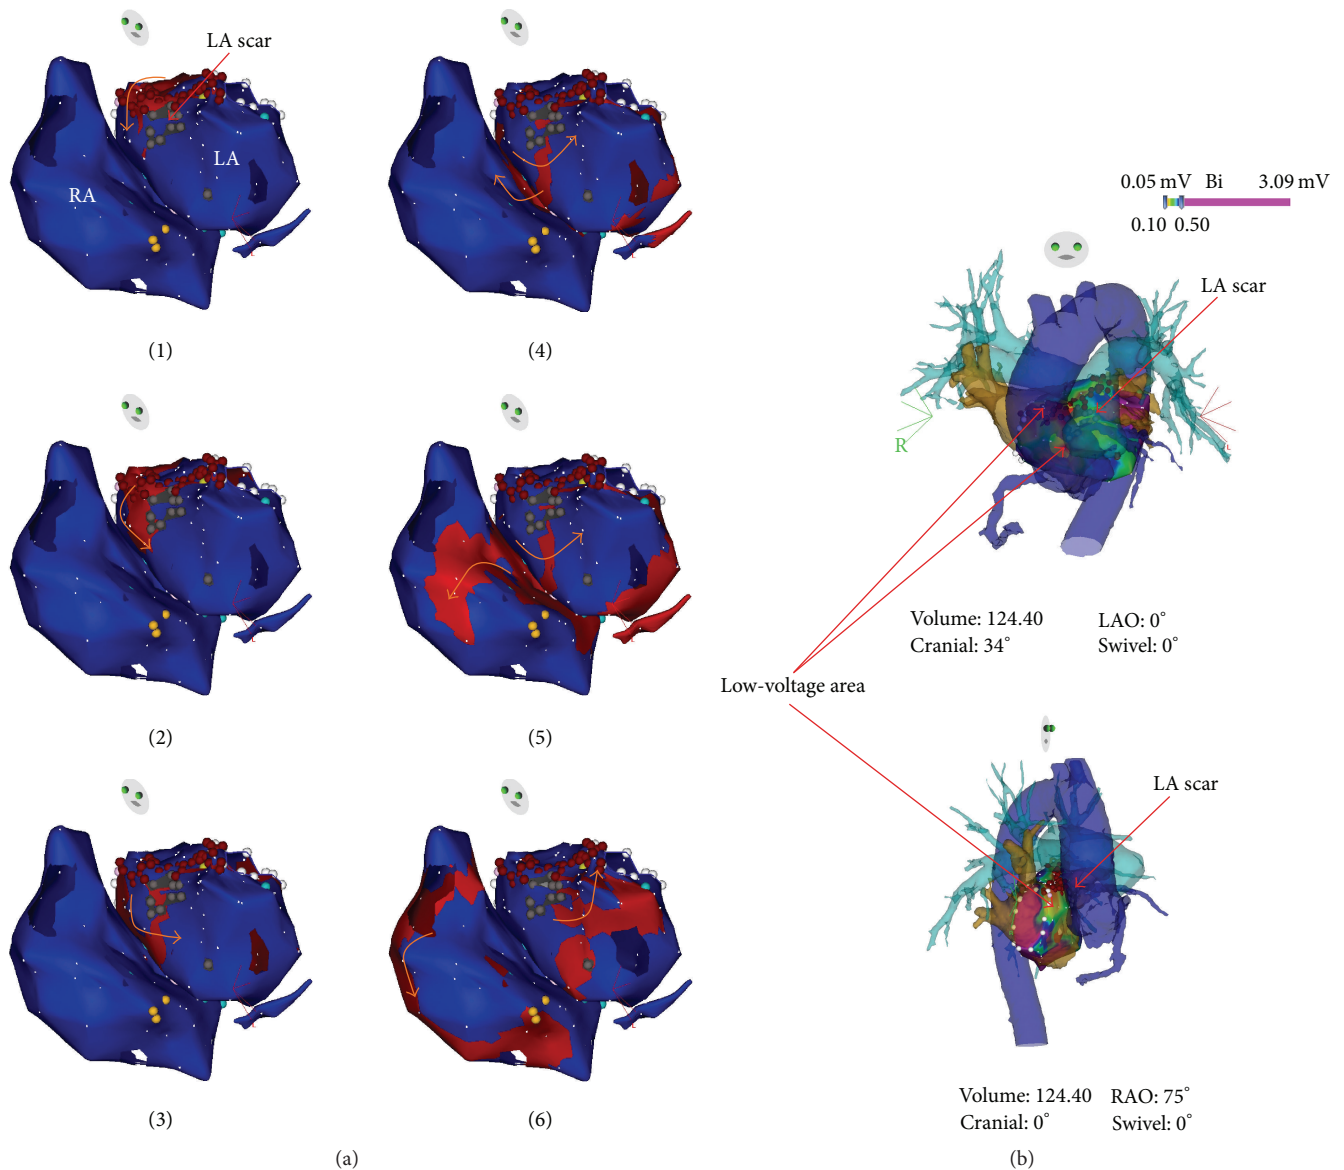 LA scar
LA
RA
(1)
(4)
(2)
(5)
(3)
(6)
(a)
0.05 mV Bi 3.09 mV
0.10 0.50
LA scar
R
Volume: 124.40 LAO: 0°
Cranial: 34° Swivel: 0°
Low-voltage area
LA scar
Volume: 124.40 RAO: 75°
Cranial: 0° Swivel: 0°
(b)